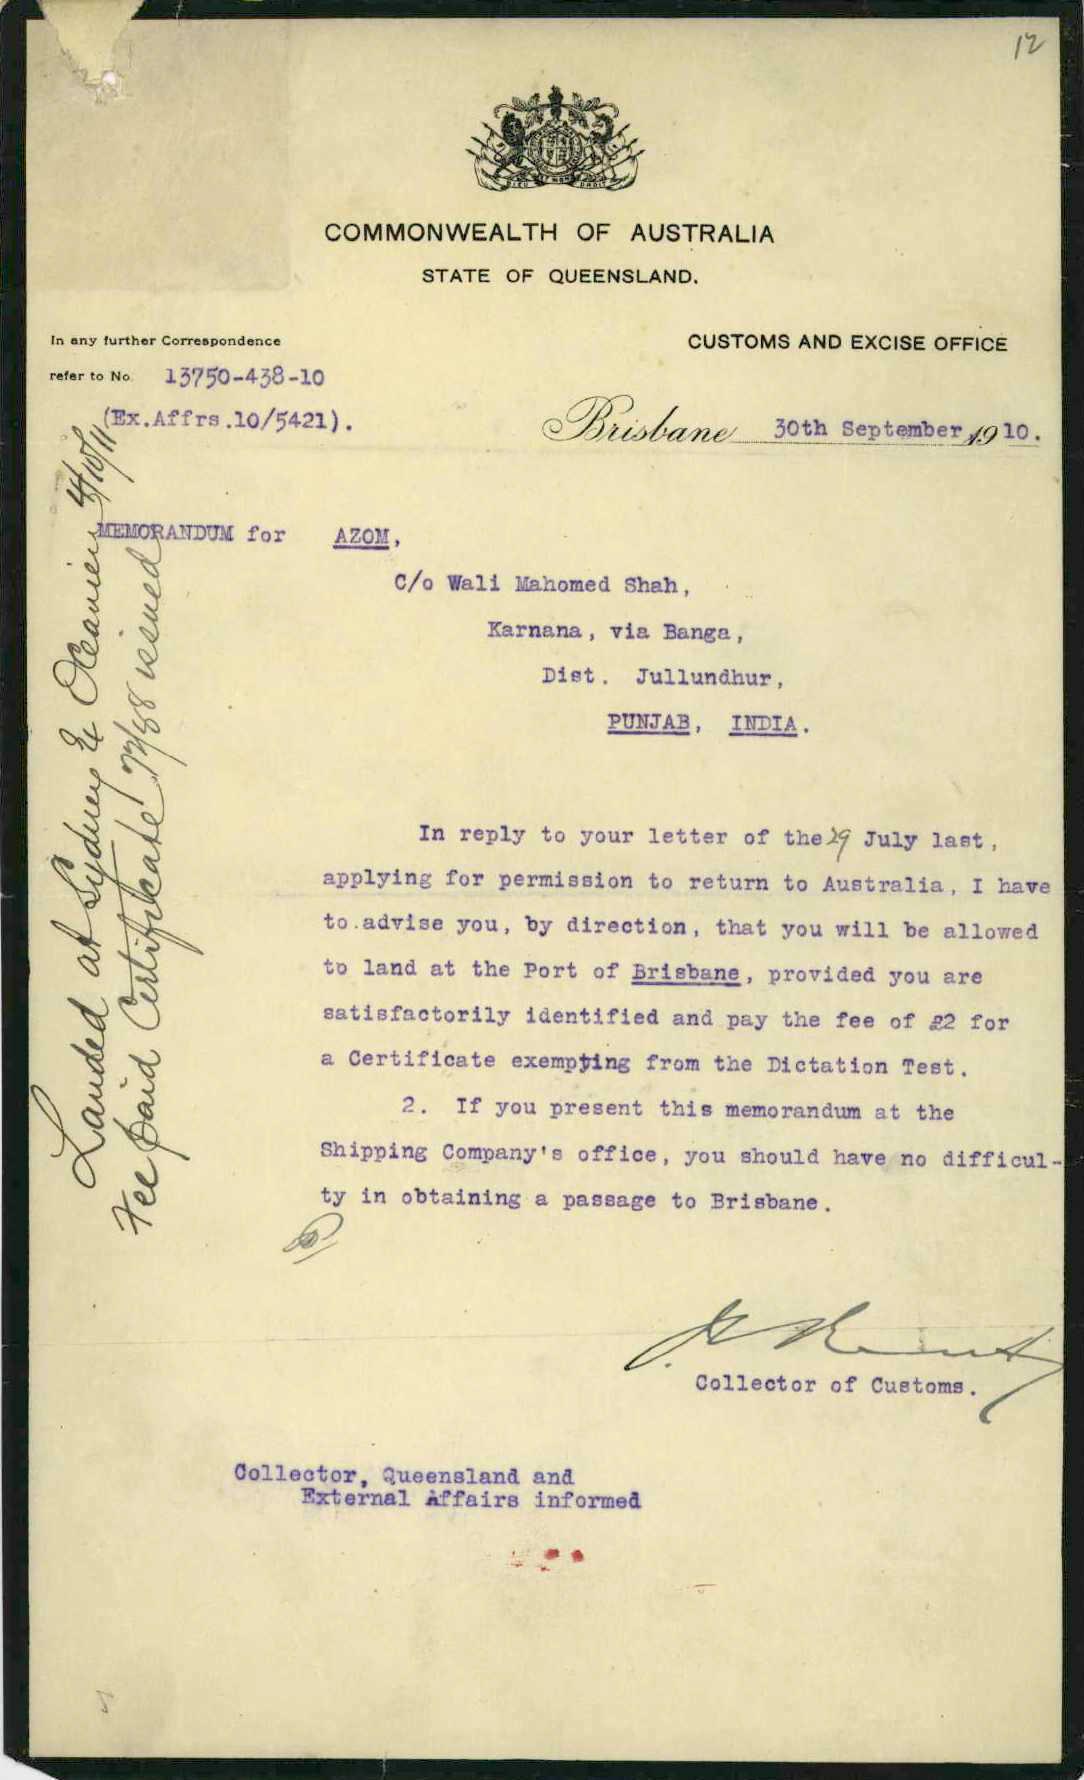 12
DIEU ET MON DROIT
COMMONWEALTH OF AUSTRALIA
STATE OF QUEENSLAND.
In any further Correspondence
refer to No. 13750-438-10
(Ex.Affrs.10/5421).
CUSTOMS AND EXCISE OFFICE
Brisbane 30th September 1910.
MEMORANDUM for AZOM,
C/o Wali Mahomed Shah,
Karnana, via Banga,
Dist. Jullundhur,
PUNJAB, INDIA.
In reply to your letter of the 29 July last,
applying for permission to return to Australia, I have
to advise you, by direction, that you will be allowed
to land at the Port of Brisbane, provided you are
satisfactorily identified and pay the fee of £2 for
a Certificate exempting from the Dictation Test.
2. If you present this memorandum at the
Shipping Company's office, you should have no difficul-
ty in obtaining a passage to Brisbane.
Collector of Customs.
Collector, Queensland and
External Affairs informed
Landed at Sydney Ex Oceanien 4/10/11
Fee paid Certificate 72/88 issued